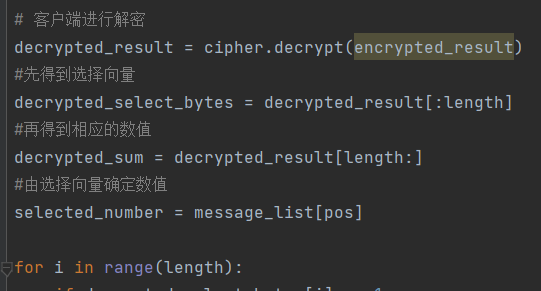 # 客户端进行解密
decrypted_result = cipher.decrypt(encrypted_result)
#先得到选择向量
decrypted_select_bytes = decrypted_result[:length]
#再得到相应的数值
decrypted_sum = decrypted_result[length:]
#由选择向量确定数值
selected_number = message_list[pos]
for i in range(length):